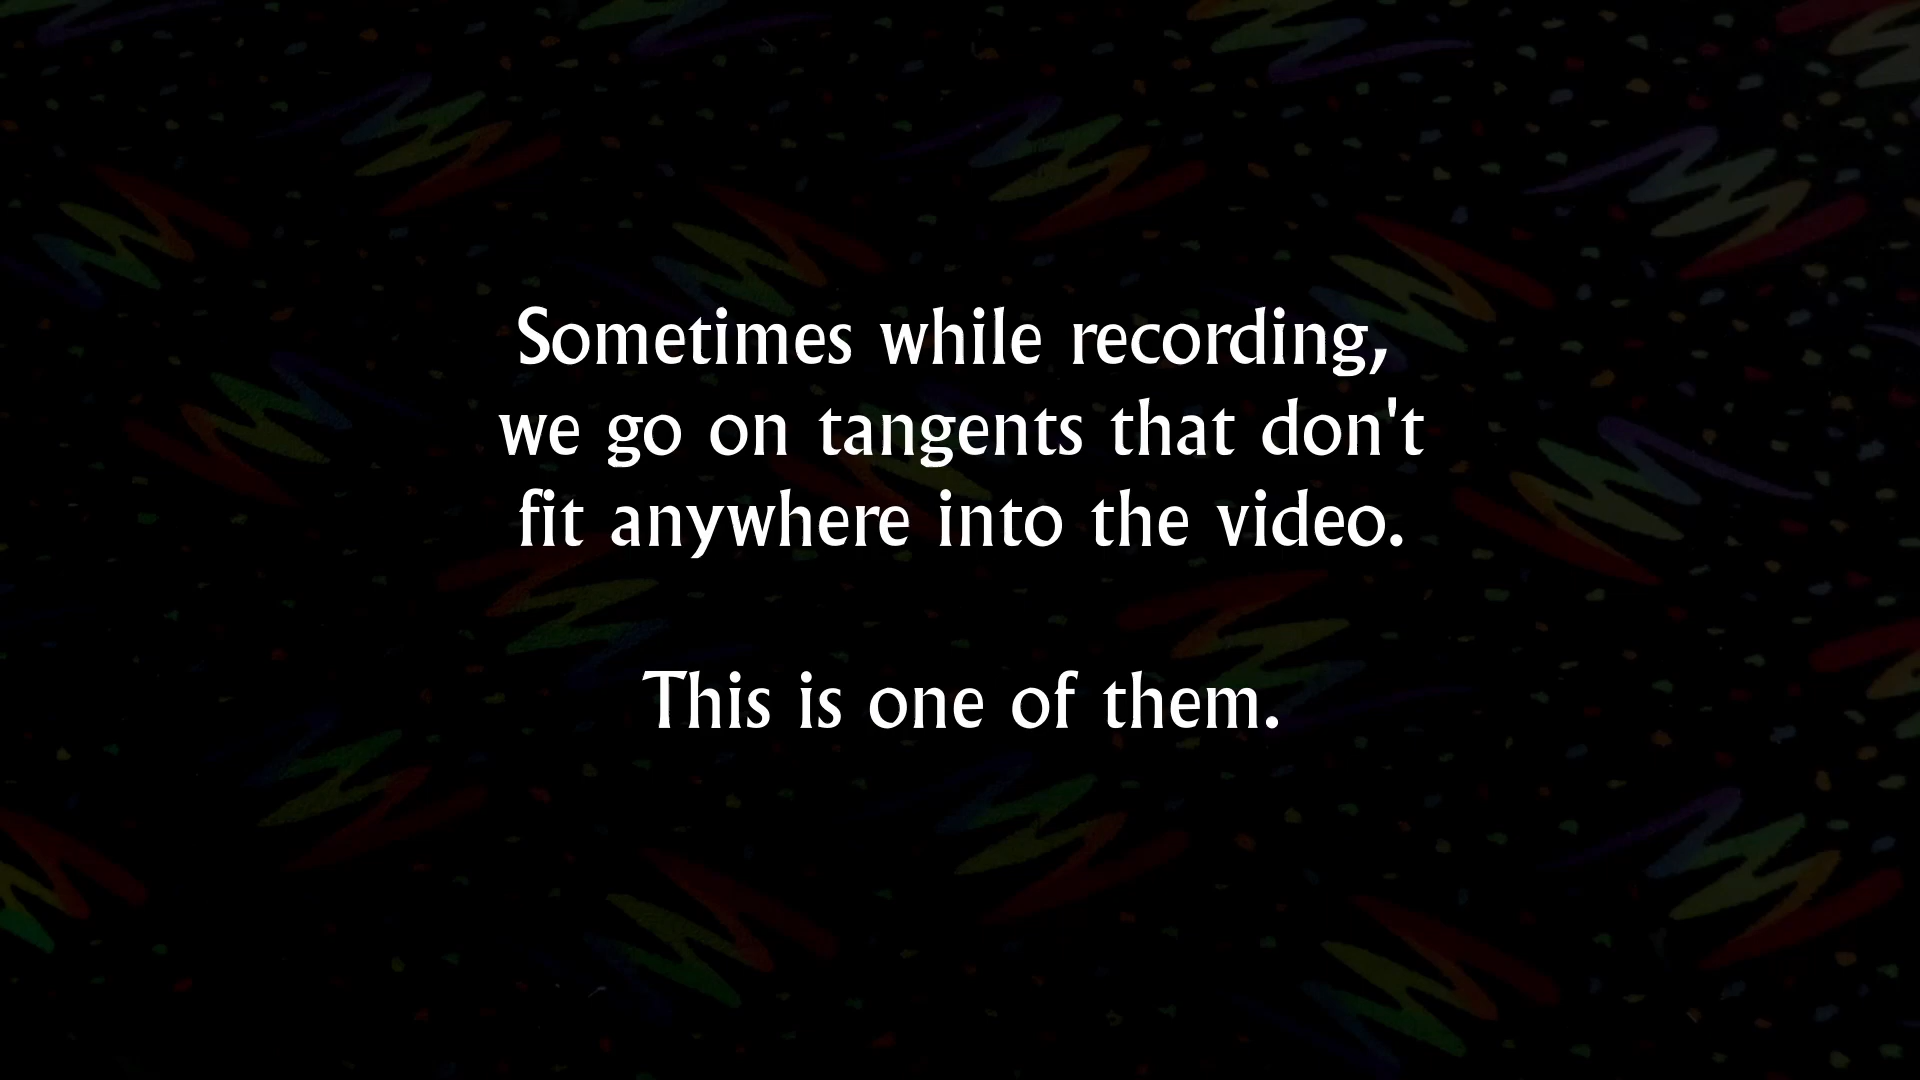 Sometimes while recording,
we go on tangents that don't
fit anywhere into the video.
This is one of them.